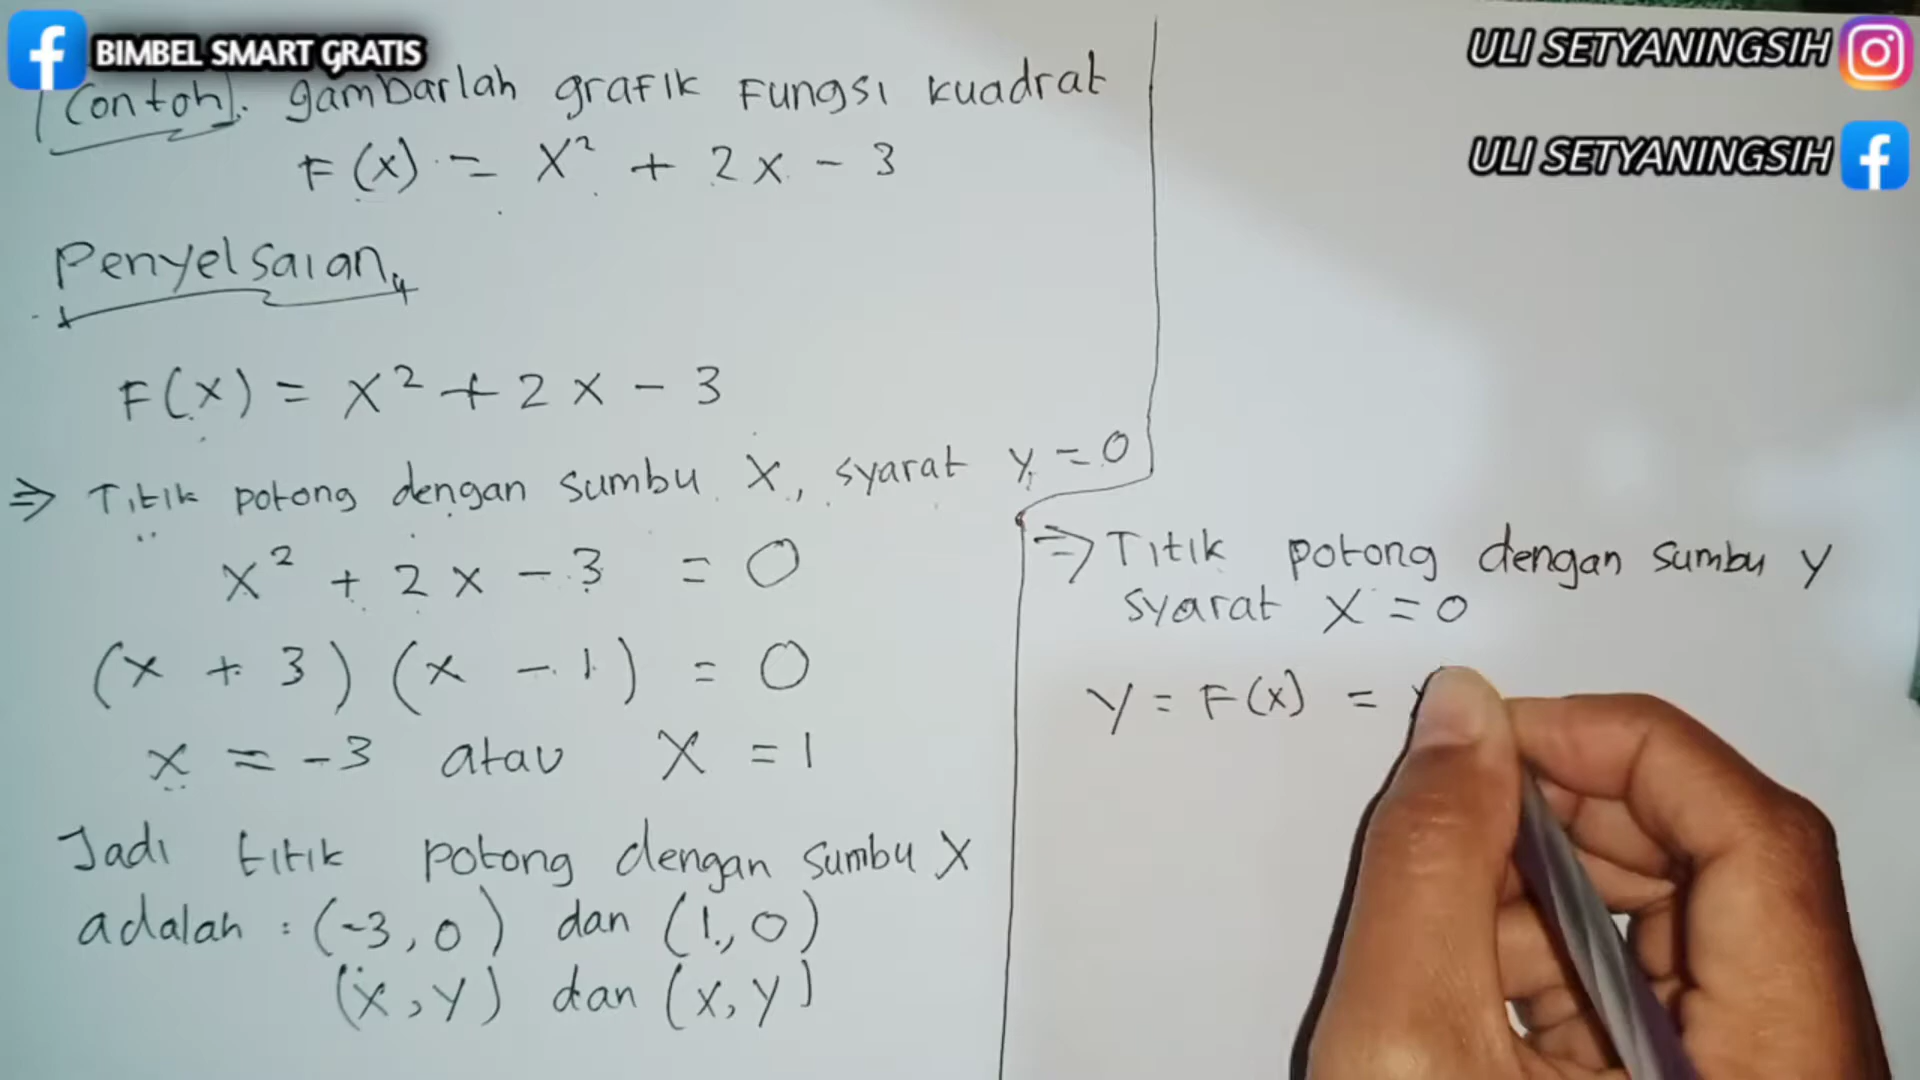 BIMBEL SMART GRATIS
ULI SETYANINGSIH
ULI SETYANINGSIH
Contoh. gambarlah grafik Fungsi kuadrat
F(x) = x² + 2x - 3
Penyelsaian
F(x) = x² + 2x - 3
⇒ Titik potong dengan sumbu x, syarat y = 0
x² + 2x - 3 = 0
(x + 3) (x - 1) = 0
x = -3 atau x = 1
Jadi titik potong dengan sumbu x
adalah : (-3, 0) dan (1, 0)
(x, y) dan (x, y)
⇒ Titik potong dengan sumbu y
syarat x = 0
y = F(x) =